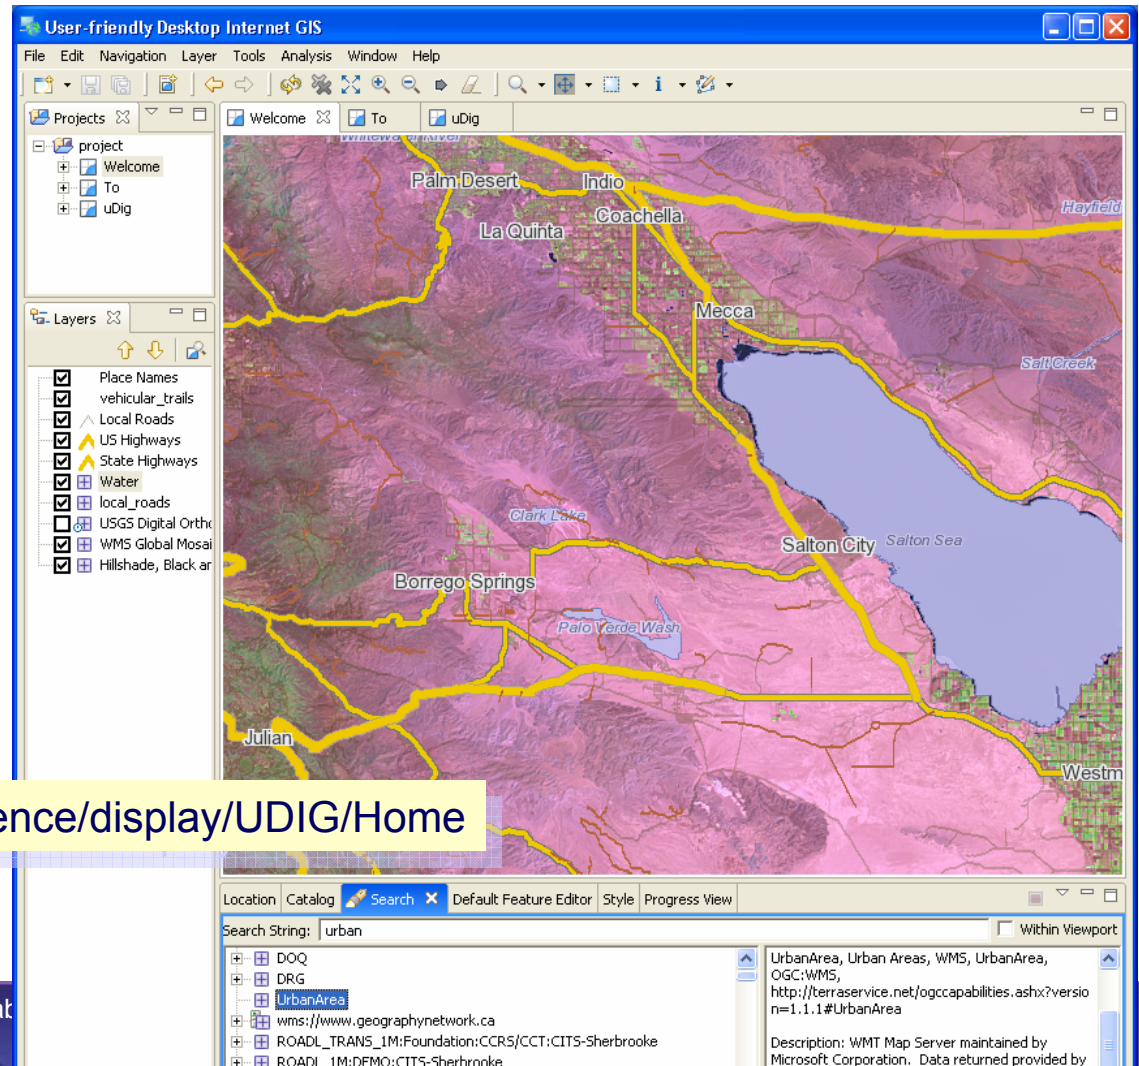 User-friendly Desktop Internet GIS
File Edit Navigation Layer Tools Analysis Window Help
Projects
project
Welcome
To
uDig
Layers
Place Names
vehicular_trails
Local Roads
US Highways
State Highways
Water
local_roads
USGS Digital Ortho
WMS Global Mosai
Hillshade, Black ar
Welcome To uDig
Whitewater River
Palm Desert
Indio
Coachella
Hayfield
La Quinta
Mecca
Salt Creek
Clark Lake
Salton City
Salton Sea
Borrego Springs
Palo Verde Wash
Julian
Westm
ence/display/UDIG/Home
Location Catalog Search Default Feature Editor Style Progress View
Search String: urban
Within Viewport
DOQ
DRG
UrbanArea
wms://www.geographynetwork.ca
ROADL_TRANS_1M:Foundation:CCRS/CCT:CITS-Sherbrooke
ROADL_1M:DEMO:CITS-Sherbrooke
UrbanArea, Urban Areas, WMS, UrbanArea,
OGC:WMS,
http://terraservice.net/ogccapabilities.ashx?versio
n=1.1.1#UrbanArea
Description: WMT Map Server maintained by
Microsoft Corporation. Data returned provided by